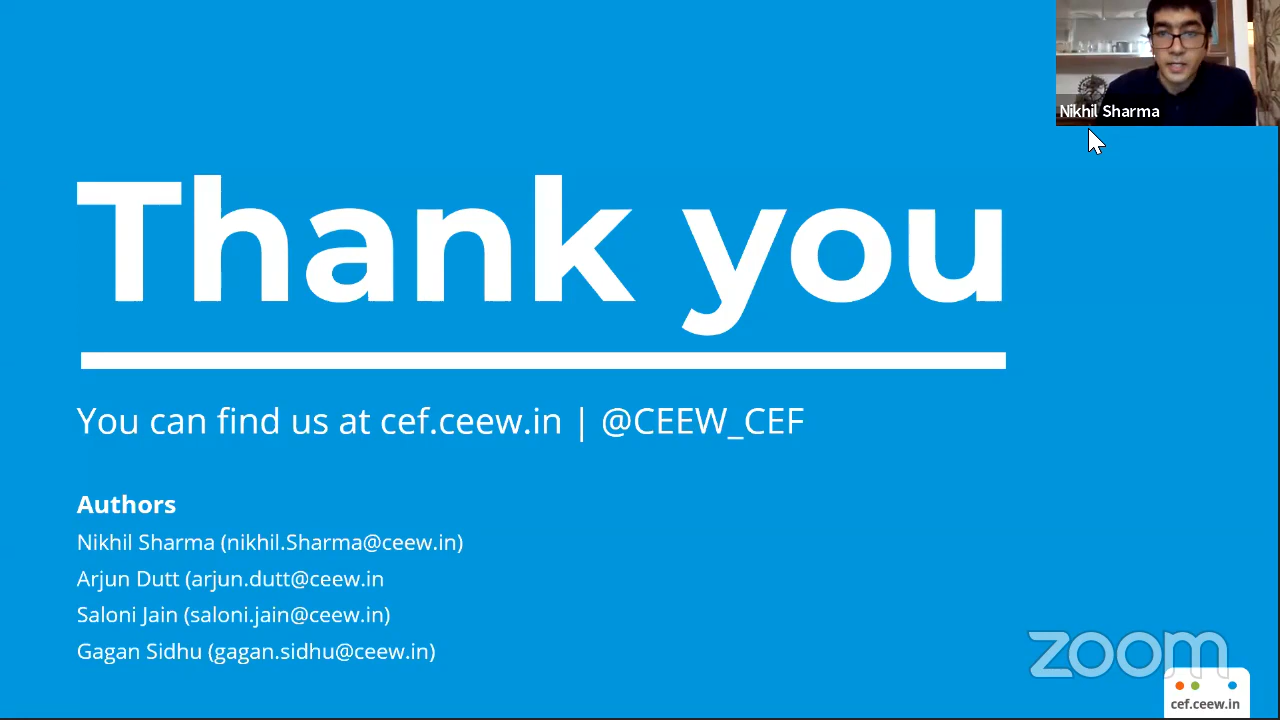 Nikhil Sharma
Thank you
You can find us at cef.ceew.in | @CEEW_CEF
Authors
Nikhil Sharma (nikhil.Sharma@ceew.in)
Arjun Dutt (arjun.dutt@ceew.in
Saloni Jain (saloni.jain@ceew.in)
Gagan Sidhu (gagan.sidhu@ceew.in)
zoom
cef.ceew.in